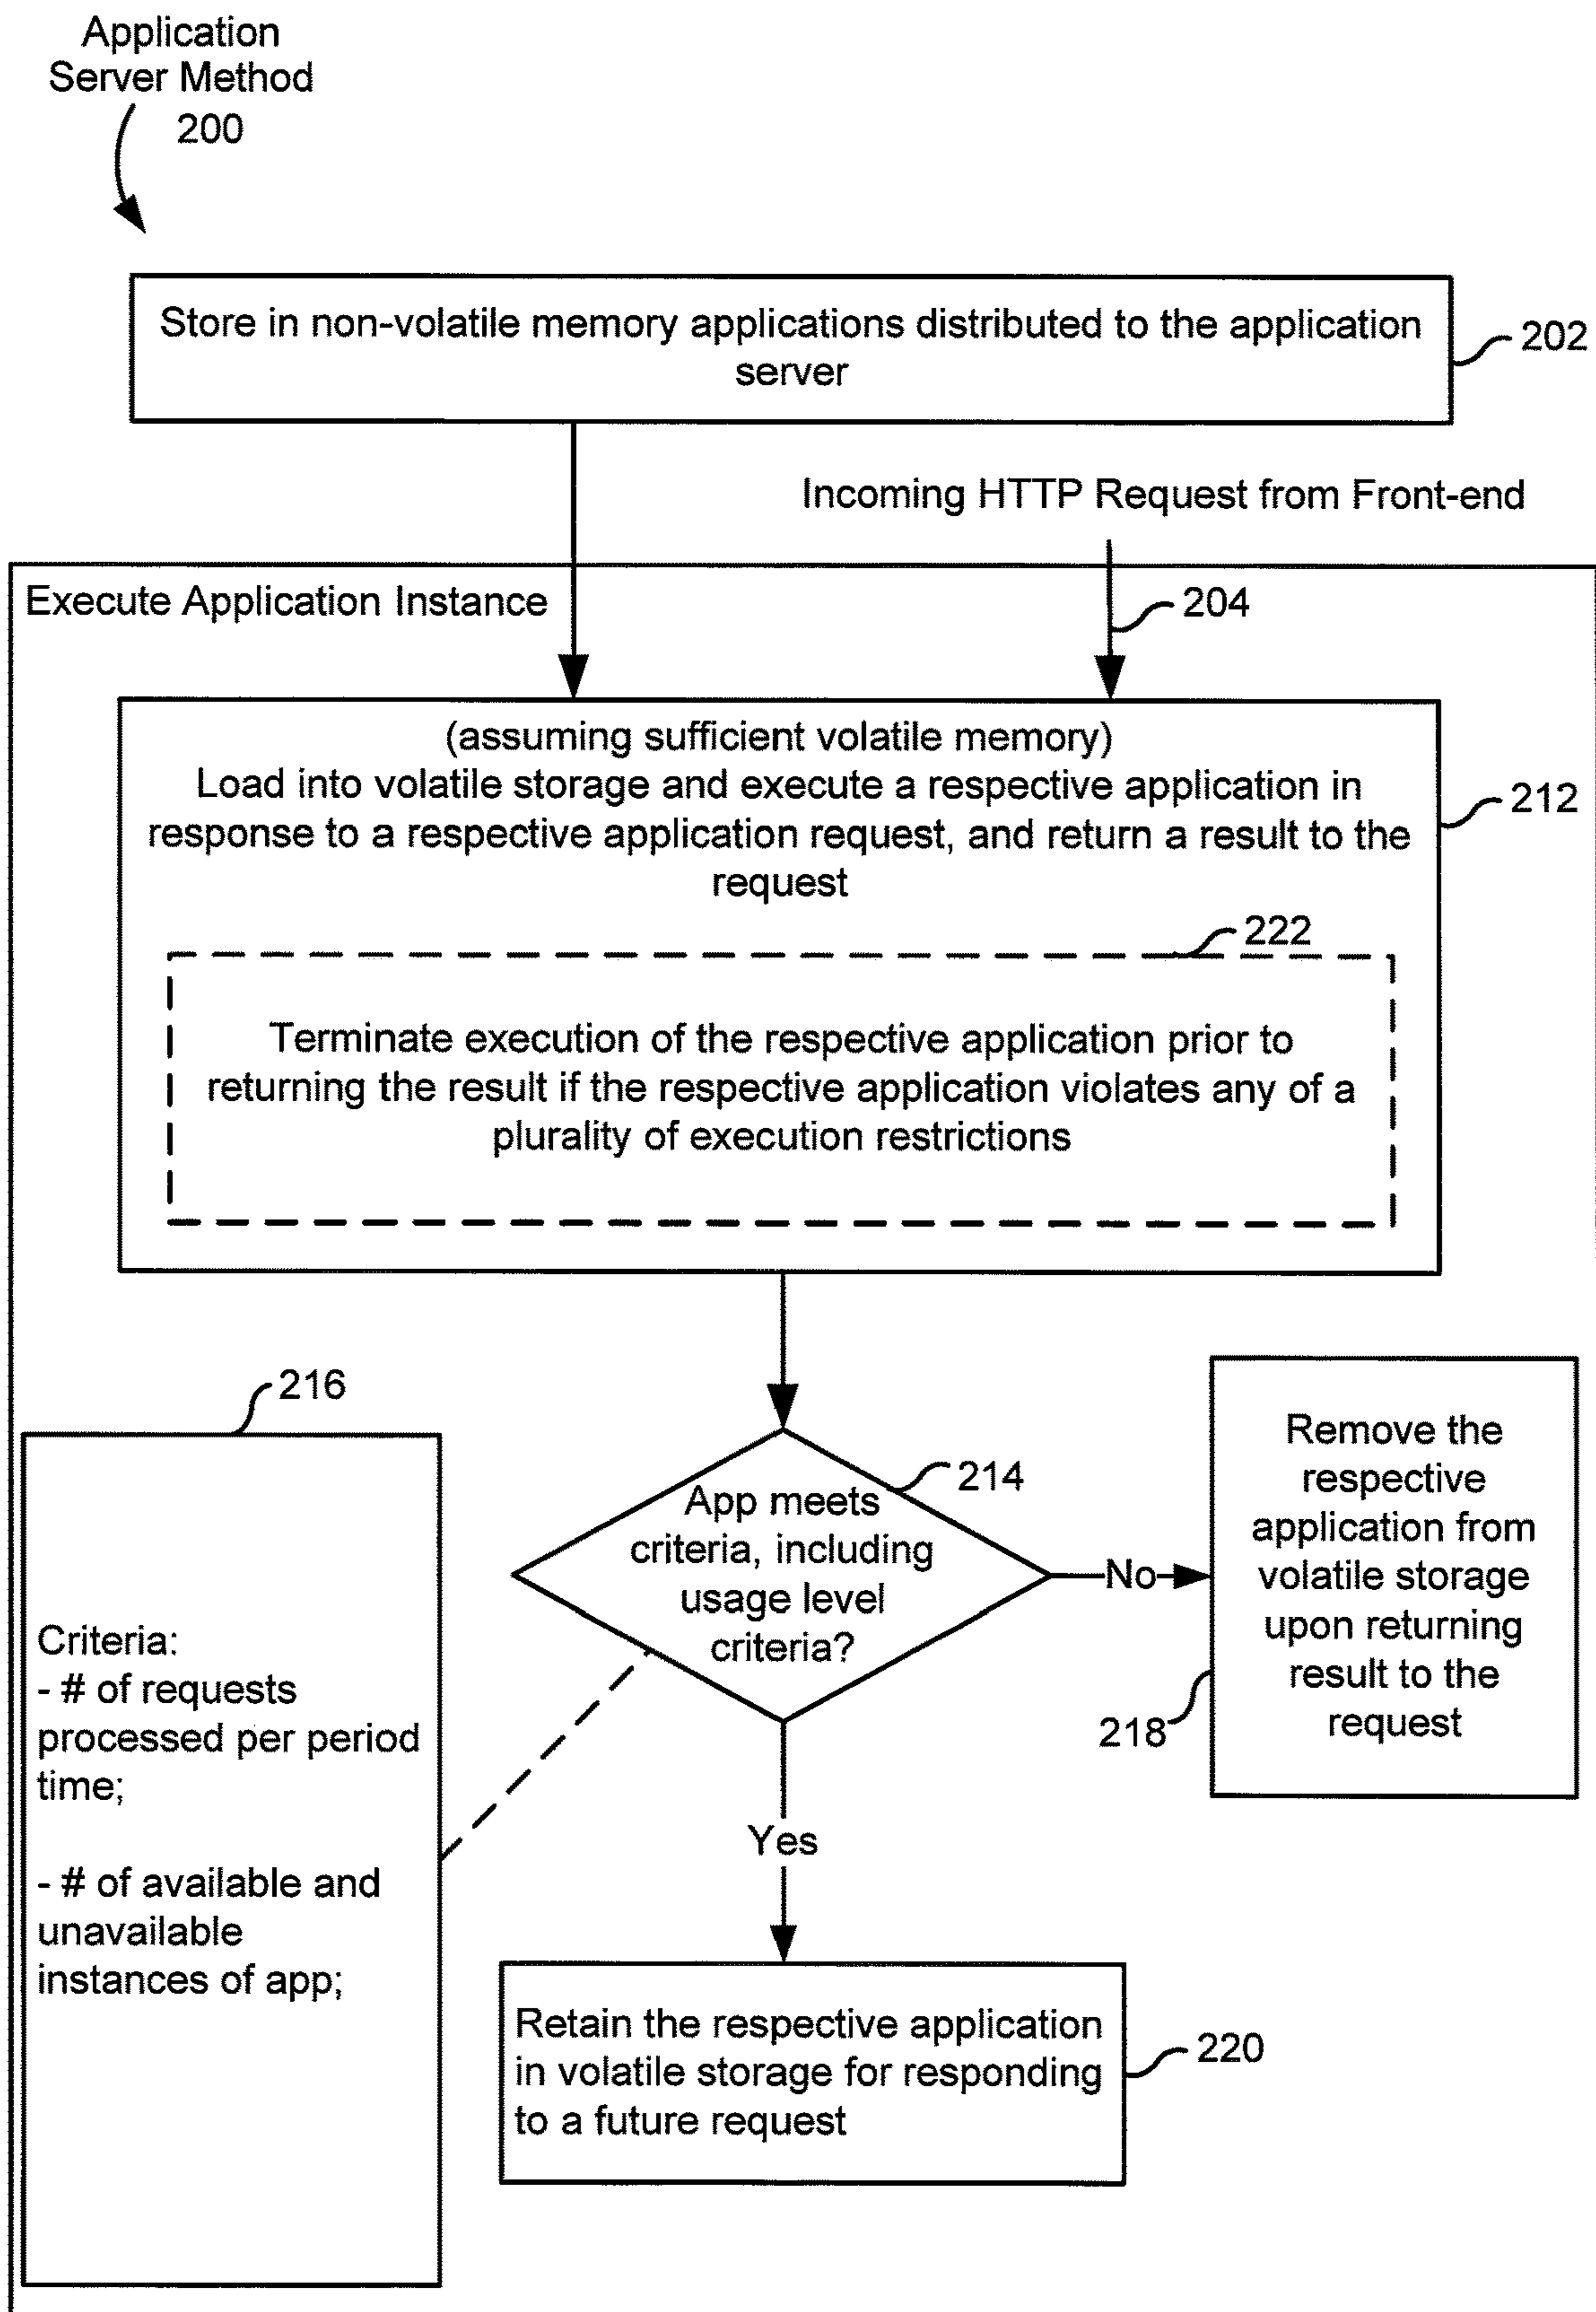 Application
Server Method
200
Store in non-volatile memory applications distributed to the application
server
202
Incoming HTTP Request from Front-end
Execute Application Instance
204
(assuming sufficient volatile memory)
Load into volatile storage and execute a respective application in
response to a respective application request, and return a result to the
request
212
222
Terminate execution of the respective application prior to
returning the result if the respective application violates any of a
plurality of execution restrictions
216
Criteria:
- # of requests
processed per period
time;
- # of available and
unavailable
instances of app;
214
App meets
criteria, including
usage level
criteria?
No
Remove the
respective
application from
volatile storage
upon returning
result to the
request
218
Yes
Retain the respective application
in volatile storage for responding
to a future request
220